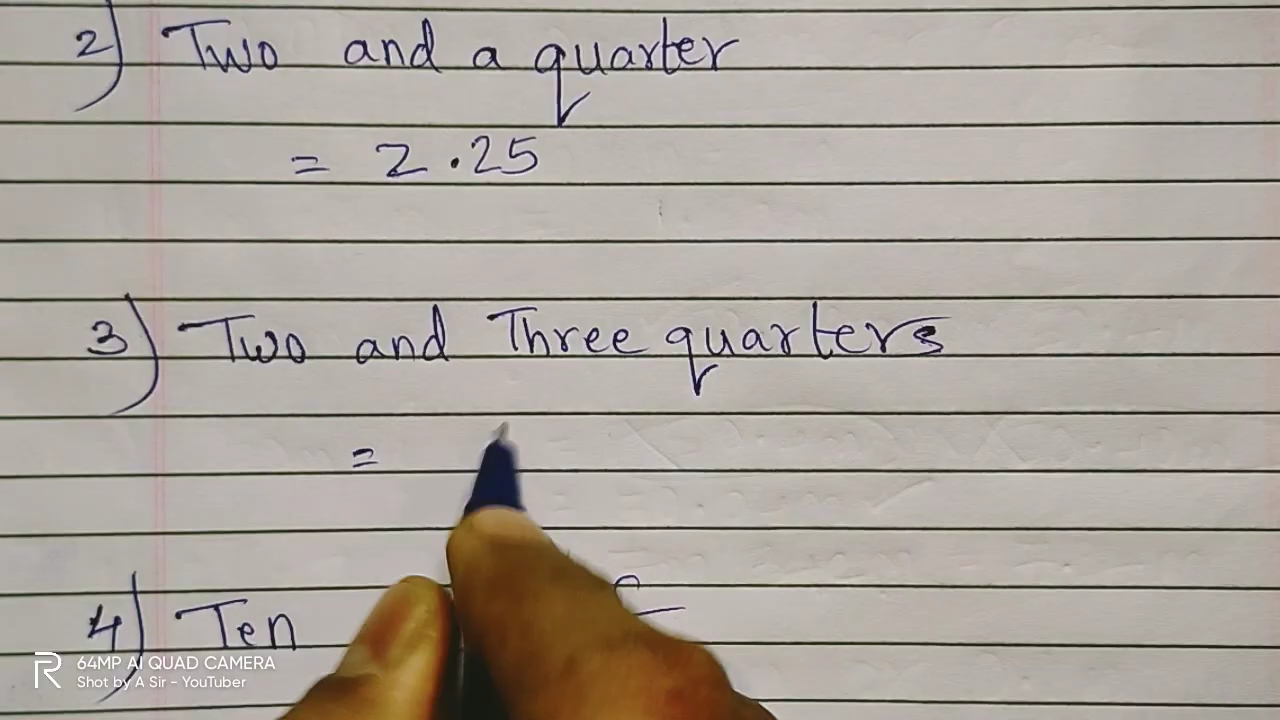 2) Two and a quarter
= 2.25
3) Two and Three quarters
=
4) Ten
64MP AI QUAD CAMERA
Shot by A Sir - YouTuber